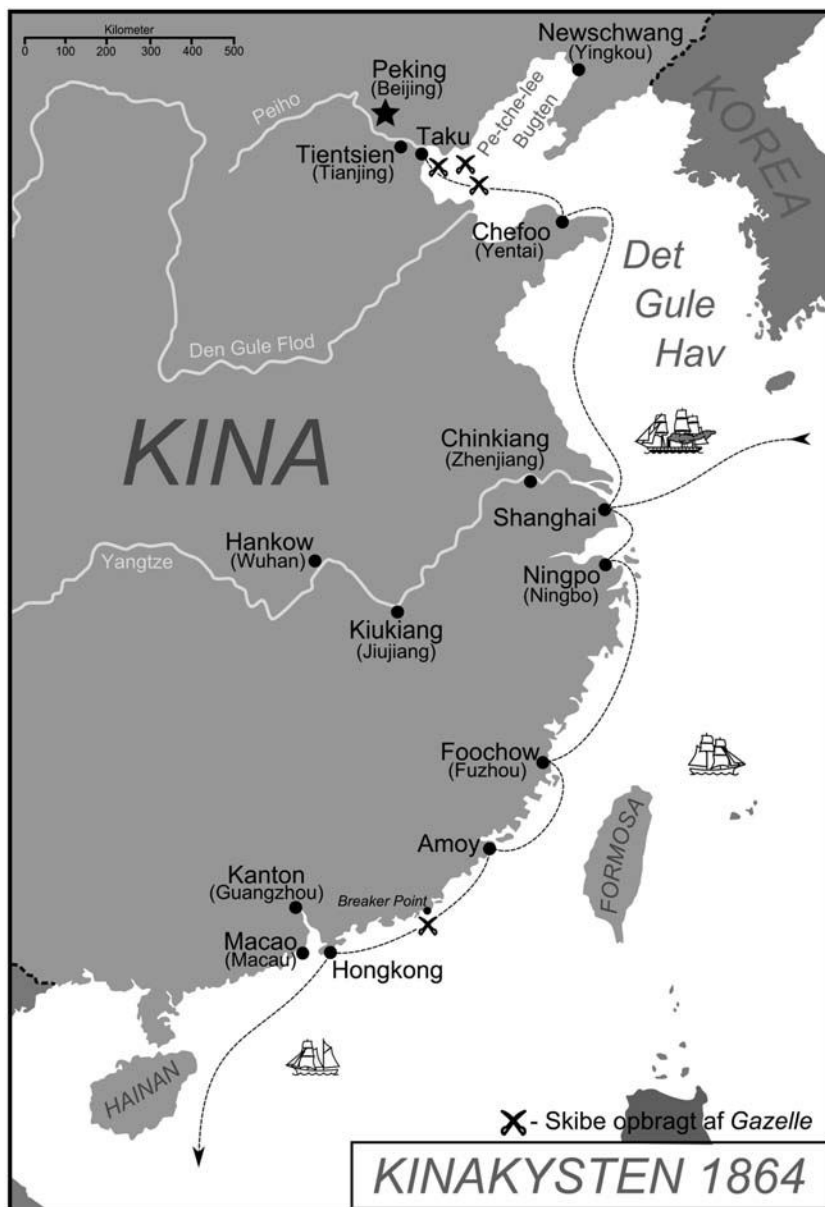 Kilometer
0 100 200 300 400 500
Newschwang
(Yingkou)
Peking
(Beijing)
Peiho
Pe-tche-lee
Bugten
KOREA
Taku
Tientsien
(Tianjing)
Chefoo
(Yentai)
Det
Gule
Hav
Den Gule Flod
KINA
Chinkiang
(Zhenjiang)
Shanghai
Hankow
(Wuhan)
Yangtze
Ningpo
(Ningbo)
Kiukiang
(Jiujiang)
Foochow
(Fuzhou)
FORMOSA
Amoy
Kanton
(Guangzhou)
Breaker Point
Macao
(Macau)
Hongkong
HAINAN
- Skibe opbragt af Gazelle
KINAKYSTEN 1864